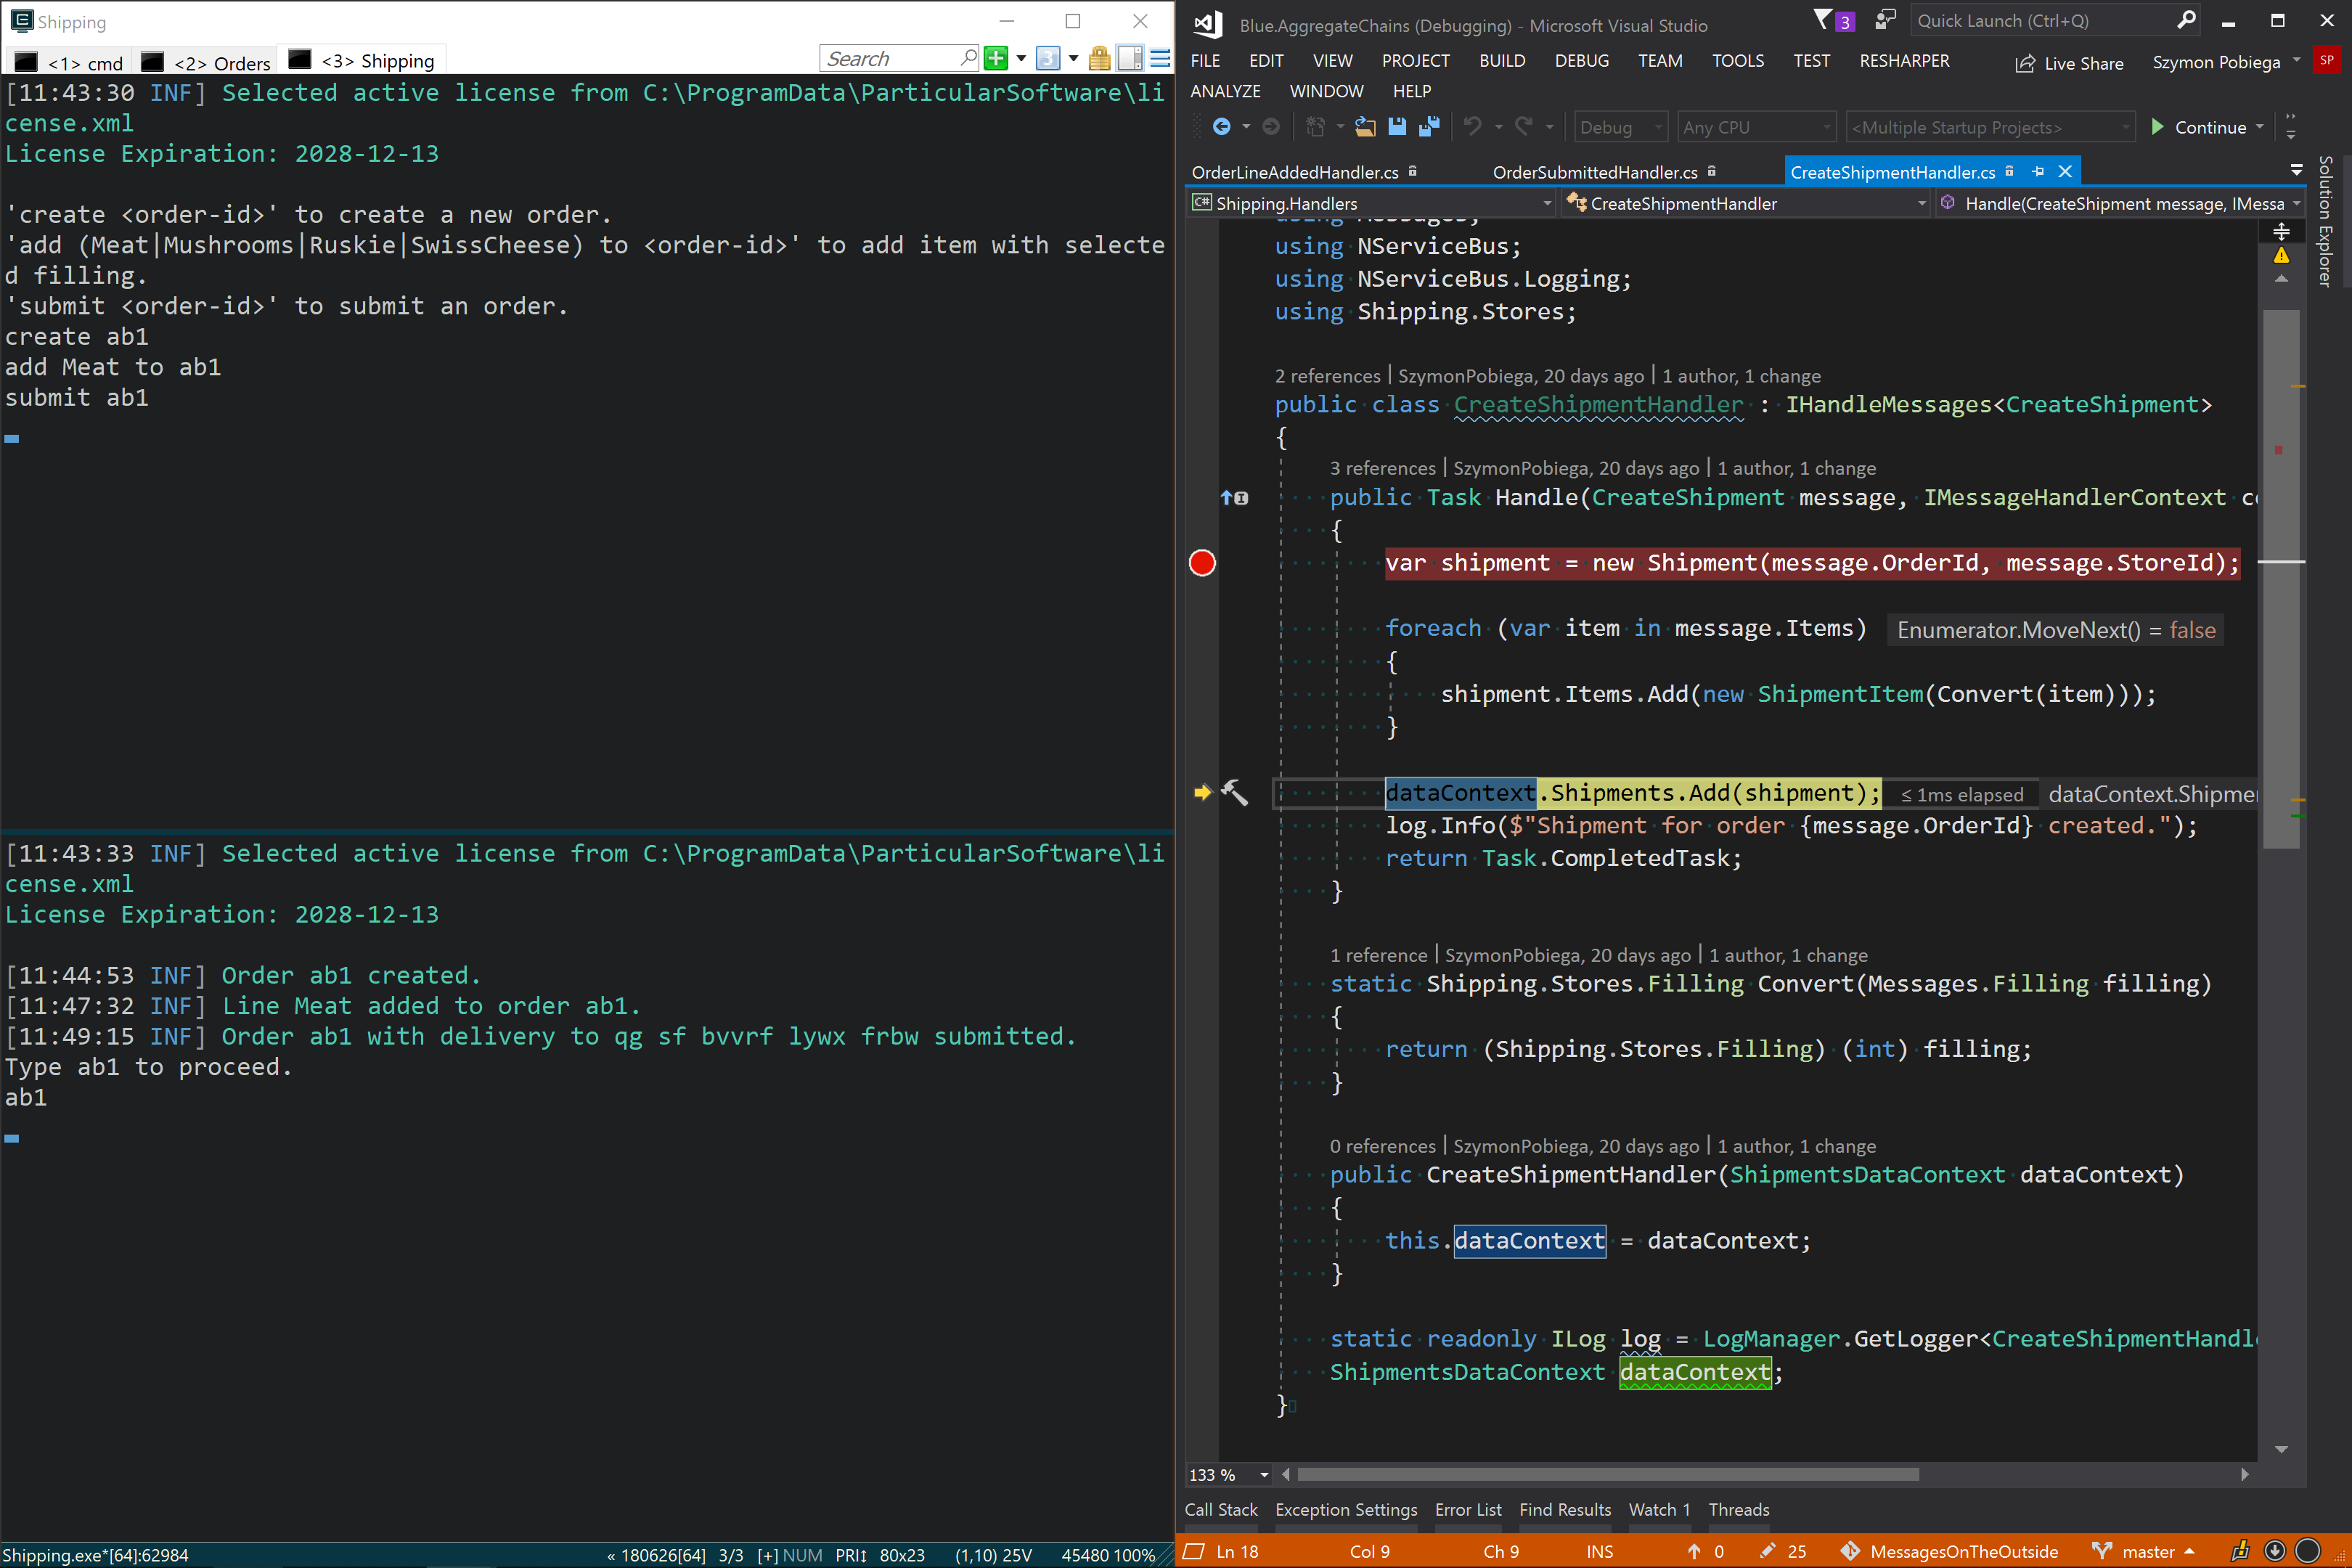 Shipping
<1> cmd
<2> Orders
<3> Shipping
Search
[11:43:30 INF] Selected active license from C:\ProgramData\ParticularSoftware\li
cense.xml
License Expiration: 2028-12-13
'create <order-id>' to create a new order.
'add (Meat|Mushrooms|Ruskie|SwissCheese) to <order-id>' to add item with selecte
d filling.
'submit <order-id>' to submit an order.
create ab1
add Meat to ab1
submit ab1
[11:43:33 INF] Selected active license from C:\ProgramData\ParticularSoftware\li
cense.xml
License Expiration: 2028-12-13
[11:44:53 INF] Order ab1 created.
[11:47:32 INF] Line Meat added to order ab1.
[11:49:15 INF] Order ab1 with delivery to qg sf bvvrf lywx frbw submitted.
Type ab1 to proceed.
ab1
Shipping.exe*[64]:62984
« 180626[64] 3/3 [+] NUM PRI↕ 80x23 (1,10) 25V 45480 100%
Blue.AggregateChains (Debugging) - Microsoft Visual Studio
3
Quick Launch (Ctrl+Q)
FILE EDIT VIEW PROJECT BUILD DEBUG TEAM TOOLS TEST RESHARPER
Live Share
Szymon Pobiega
SP
ANALYZE WINDOW HELP
Debug
Any CPU
<Multiple Startup Projects>
Continue
OrderLineAddedHandler.cs
OrderSubmittedHandler.cs
CreateShipmentHandler.cs
Solution Explorer
C# Shipping.Handlers
CreateShipmentHandler
Handle(CreateShipment message, IMessa
using Messages;
using NServiceBus;
using NServiceBus.Logging;
using Shipping.Stores;
2 references | SzymonPobiega, 20 days ago | 1 author, 1 change
public class CreateShipmentHandler : IHandleMessages<CreateShipment>
{
3 references | SzymonPobiega, 20 days ago | 1 author, 1 change
public Task Handle(CreateShipment message, IMessageHandlerContext co
{
var shipment = new Shipment(message.OrderId, message.StoreId);
foreach (var item in message.Items) Enumerator.MoveNext() = false
{
shipment.Items.Add(new ShipmentItem(Convert(item)));
}
dataContext.Shipments.Add(shipment); ≤ 1ms elapsed dataContext.Shipmen
log.Info($"Shipment for order {message.OrderId} created.");
return Task.CompletedTask;
}
1 reference | SzymonPobiega, 20 days ago | 1 author, 1 change
static Shipping.Stores.Filling Convert(Messages.Filling filling)
{
return (Shipping.Stores.Filling) (int) filling;
}
0 references | SzymonPobiega, 20 days ago | 1 author, 1 change
public CreateShipmentHandler(ShipmentsDataContext dataContext)
{
this.dataContext = dataContext;
}
static readonly ILog log = LogManager.GetLogger<CreateShipmentHandle
ShipmentsDataContext dataContext;
}
133 %
Call Stack Exception Settings Error List Find Results Watch 1 Threads
Ln 18 Col 9 Ch 9 INS 0 25 MessagesOnTheOutside master